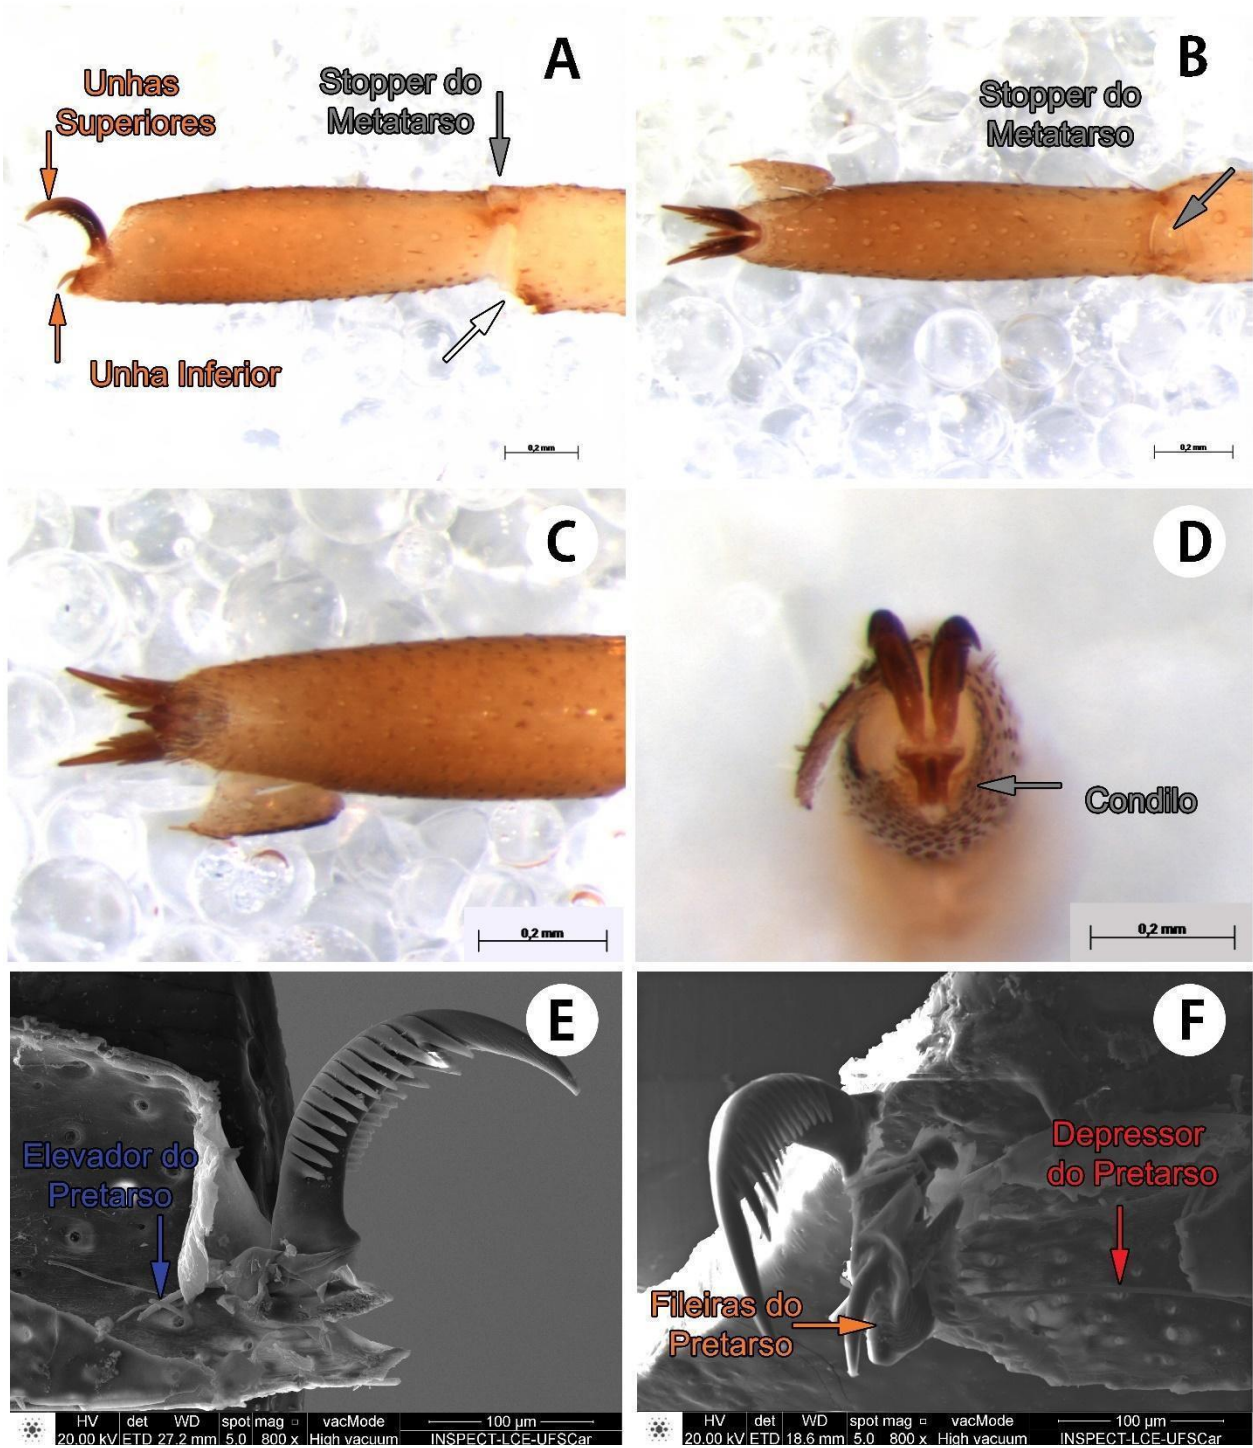 A
Unhas
Superiores
Stopper do
Metatarso
Unha Inferior
0,2 mm
B
Stopper do
Metatarso
0,2 mm
C
0,2 mm
D
Condilo
0,2 mm
E
Elevador do
Pretarso
HV det WD spot mag □ vacMode 100 µm
20.00 kV ETD 27.2 mm 5.0 800 x High vacuum INSPECT-LCE-UFSCar
F
Depressor
do Pretarso
Fileiras do
Pretarso
HV det WD spot mag □ vacMode 100 µm
20.00 kV ETD 18.6 mm 5.0 800 x High vacuum INSPECT-LCE-UFSCar